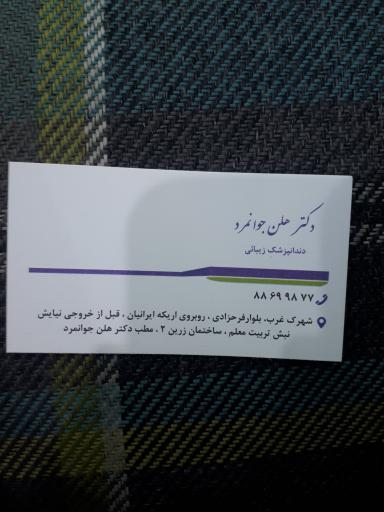 دکتر هلن جوانمرد
دندانپزشک زیبائی
۸۸ ۶۹ ۹۸ ۷۷
شهرک غرب، بلوارفرحزادی ، روبروی اریکه ایرانیان ، قبل از خروجی نیایش
نبش تربیت معلم ، ساختمان زرین ۲ ، مطب دکتر هلن جوانمرد